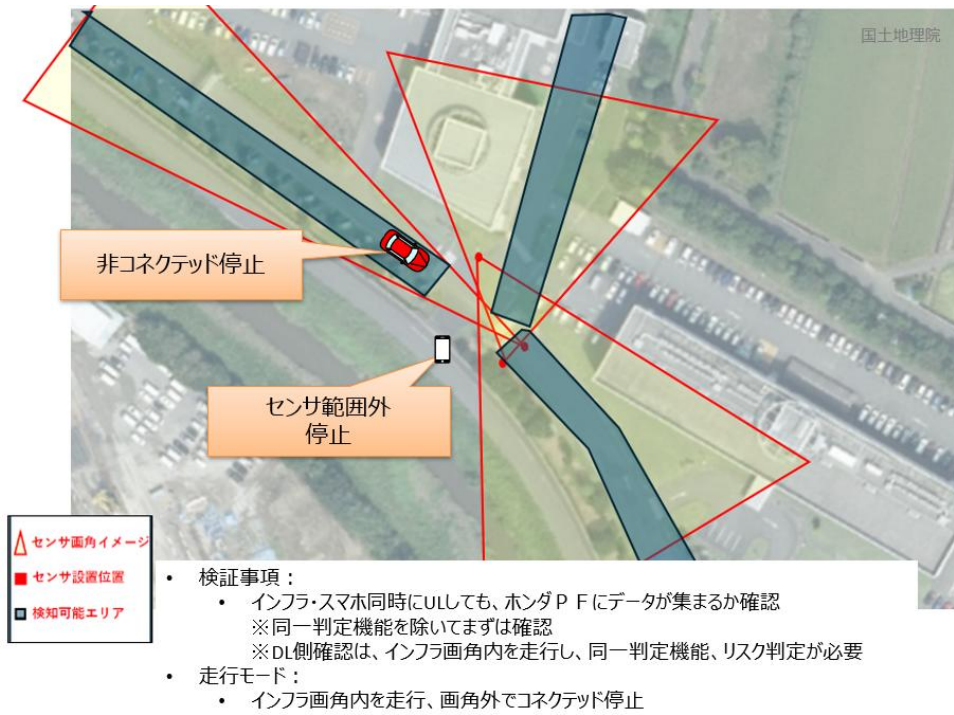 国土地理院
非コネクテッド停止
センサ範囲外
停止
センサ画角イメージ
センサ設置位置
検知可能エリア
• 検証事項:
• インフラ・スマホ同時にULしても、ホンダPFにデータが集まるか確認
※同一判定機能を除いてまずは確認
※DL側確認は、インフラ画角内を走行し、同一判定機能、リスク判定が必要
• 走行モード:
• インフラ画角内を走行、画角外でコネクテッド停止